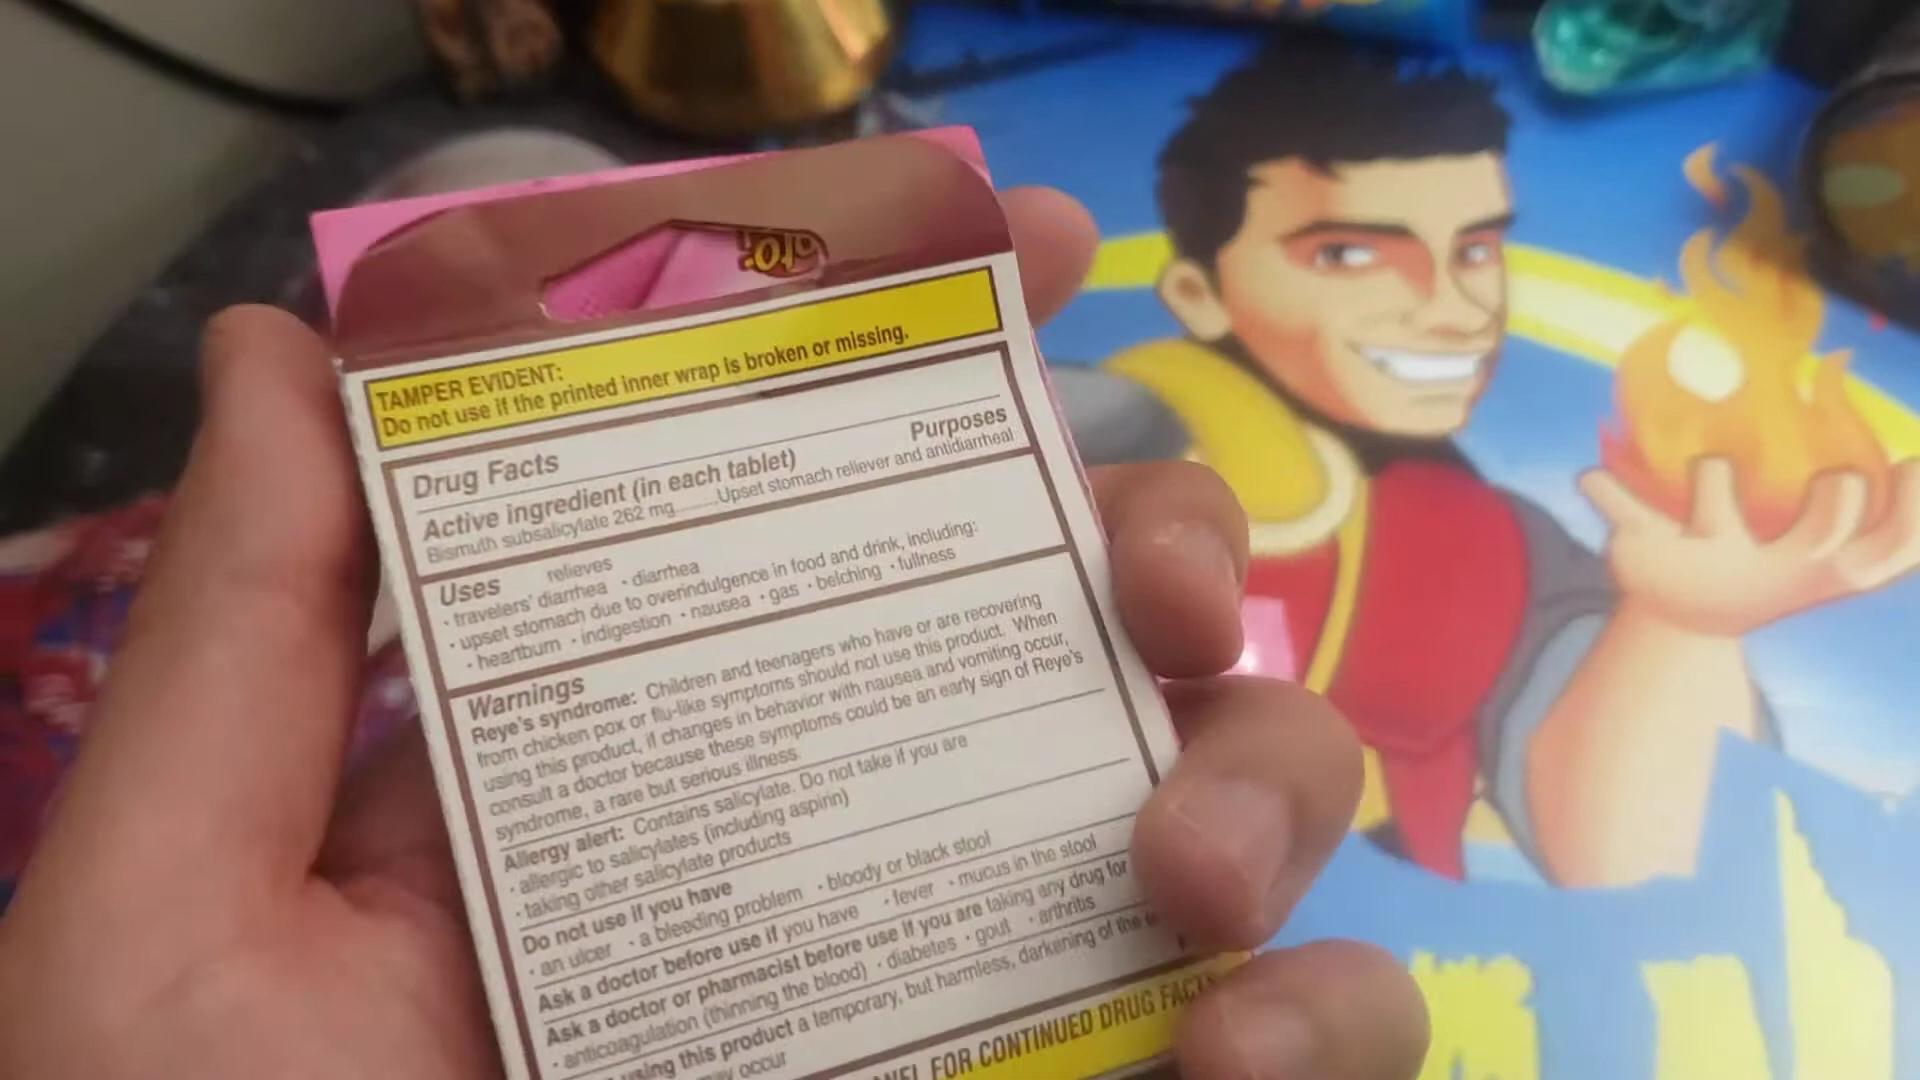 TAMPER EVIDENT:
Do not use if the printed inner wrap is broken or missing.
Drug Facts
Active ingredient (in each tablet) Purposes
Bismuth subsalicylate 262 mg.........Upset stomach reliever and antidiarrheal
Uses relieves
· travelers' diarrhea · diarrhea
· upset stomach due to overindulgence in food and drink, including:
· heartburn · indigestion · nausea · gas · belching · fullness
Warnings
Reye's syndrome: Children and teenagers who have or are recovering
from chicken pox or flu-like symptoms should not use this product. When
using this product, if changes in behavior with nausea and vomiting occur,
consult a doctor because these symptoms could be an early sign of Reye's
syndrome, a rare but serious illness.
Allergy alert: Contains salicylate. Do not take if you are
· allergic to salicylates (including aspirin)
· taking other salicylate products
Do not use if you have
· an ulcer · a bleeding problem · bloody or black stool
Ask a doctor before use if you have · fever · mucus in the stool
Ask a doctor or pharmacist before use if you are taking any drug for
· anticoagulation (thinning the blood) · diabetes · gout · arthritis
using this product a temporary, but harmless, darkening of the
may occur
FOR CONTINUED DRUG